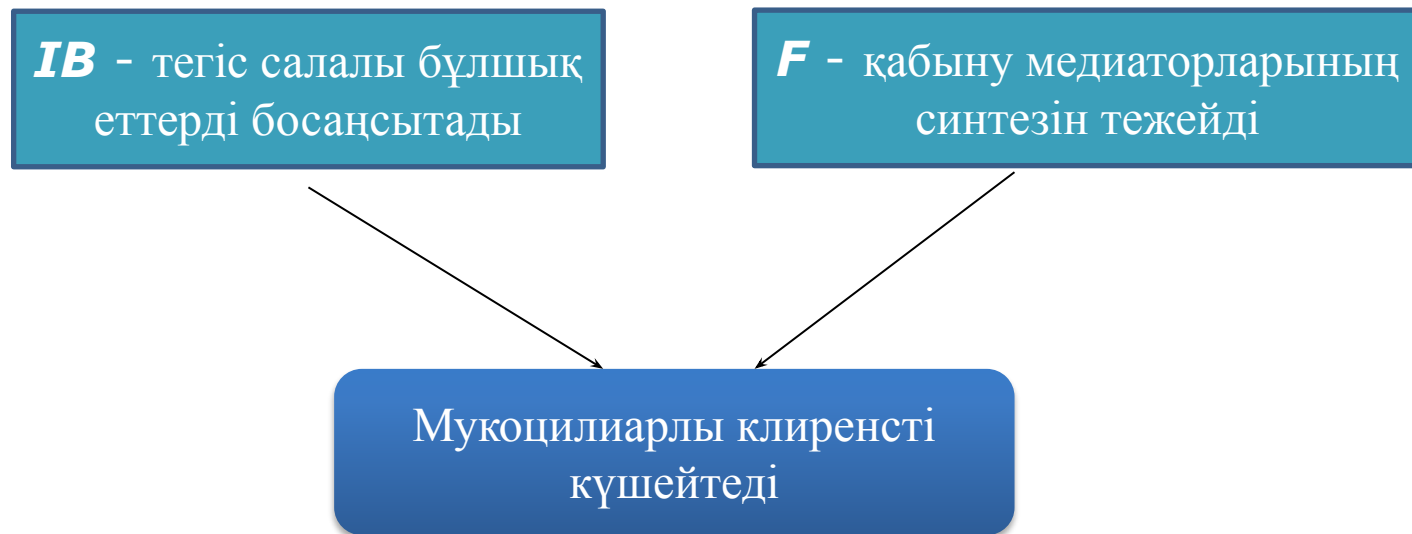 IB - тегіс салалы бұлшық
еттерді босаңсытады
F - қабыну медиаторларының
синтезін тежейді
Мукоцилиарлы клиренсті
күшейтеді